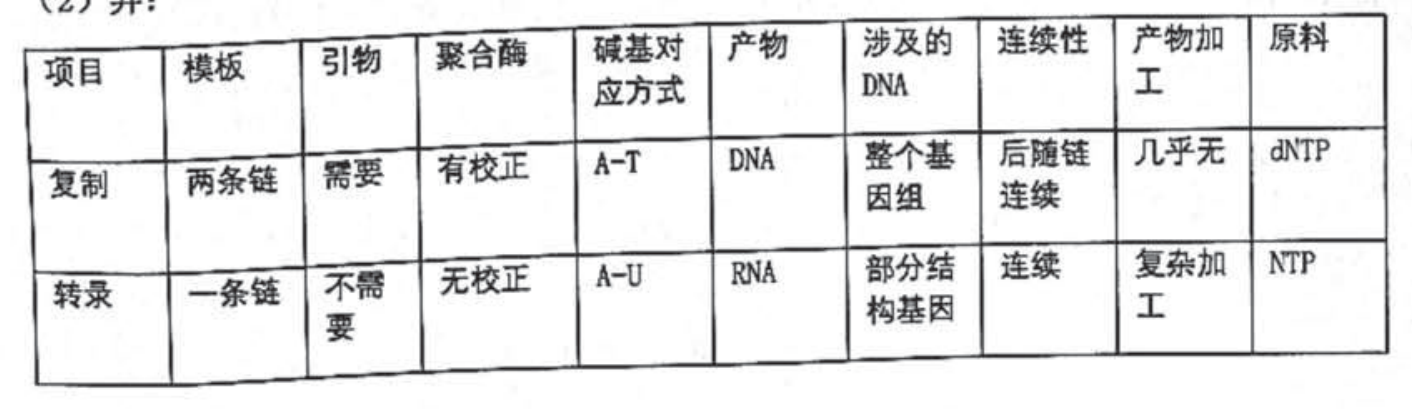 （2）异：
项目 模板 引物 聚合酶 碱基对应方式 产物 涉及的DNA 连续性 产物加工 原料
复制 两条链 需要 有校正 A-T DNA 整个基因组 后随链连续 几乎无 dNTP
转录 一条链 不需要 无校正 A-U RNA 部分结构基因 连续 复杂加工 NTP